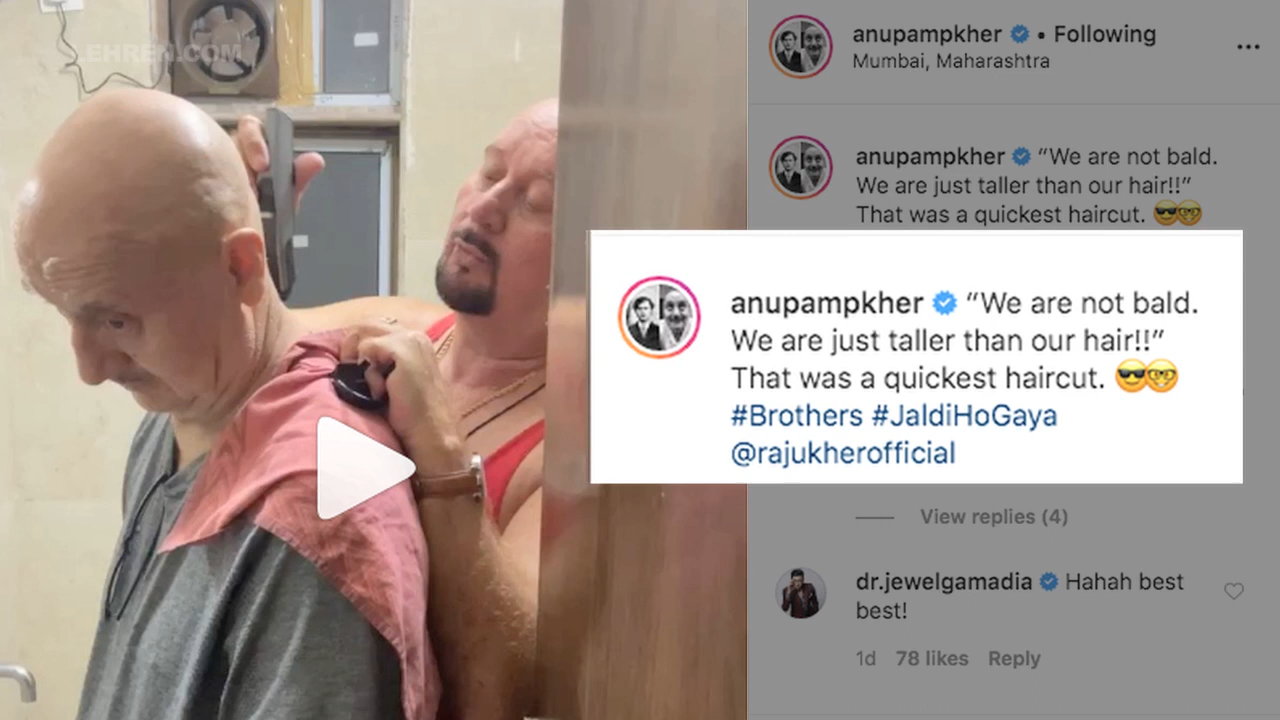 LEHREN.COM
anupampkher • Following
Mumbai, Maharashtra
anupampkher “We are not bald.
We are just taller than our hair!!”
That was a quickest haircut. 😎🤓
anupampkher “We are not bald.
We are just taller than our hair!!”
That was a quickest haircut. 😎🤓
#Brothers #JaldiHoGaya
@rajukherofficial
View replies (4)
dr.jewelgamadia Hahah best
best!
1d 78 likes Reply